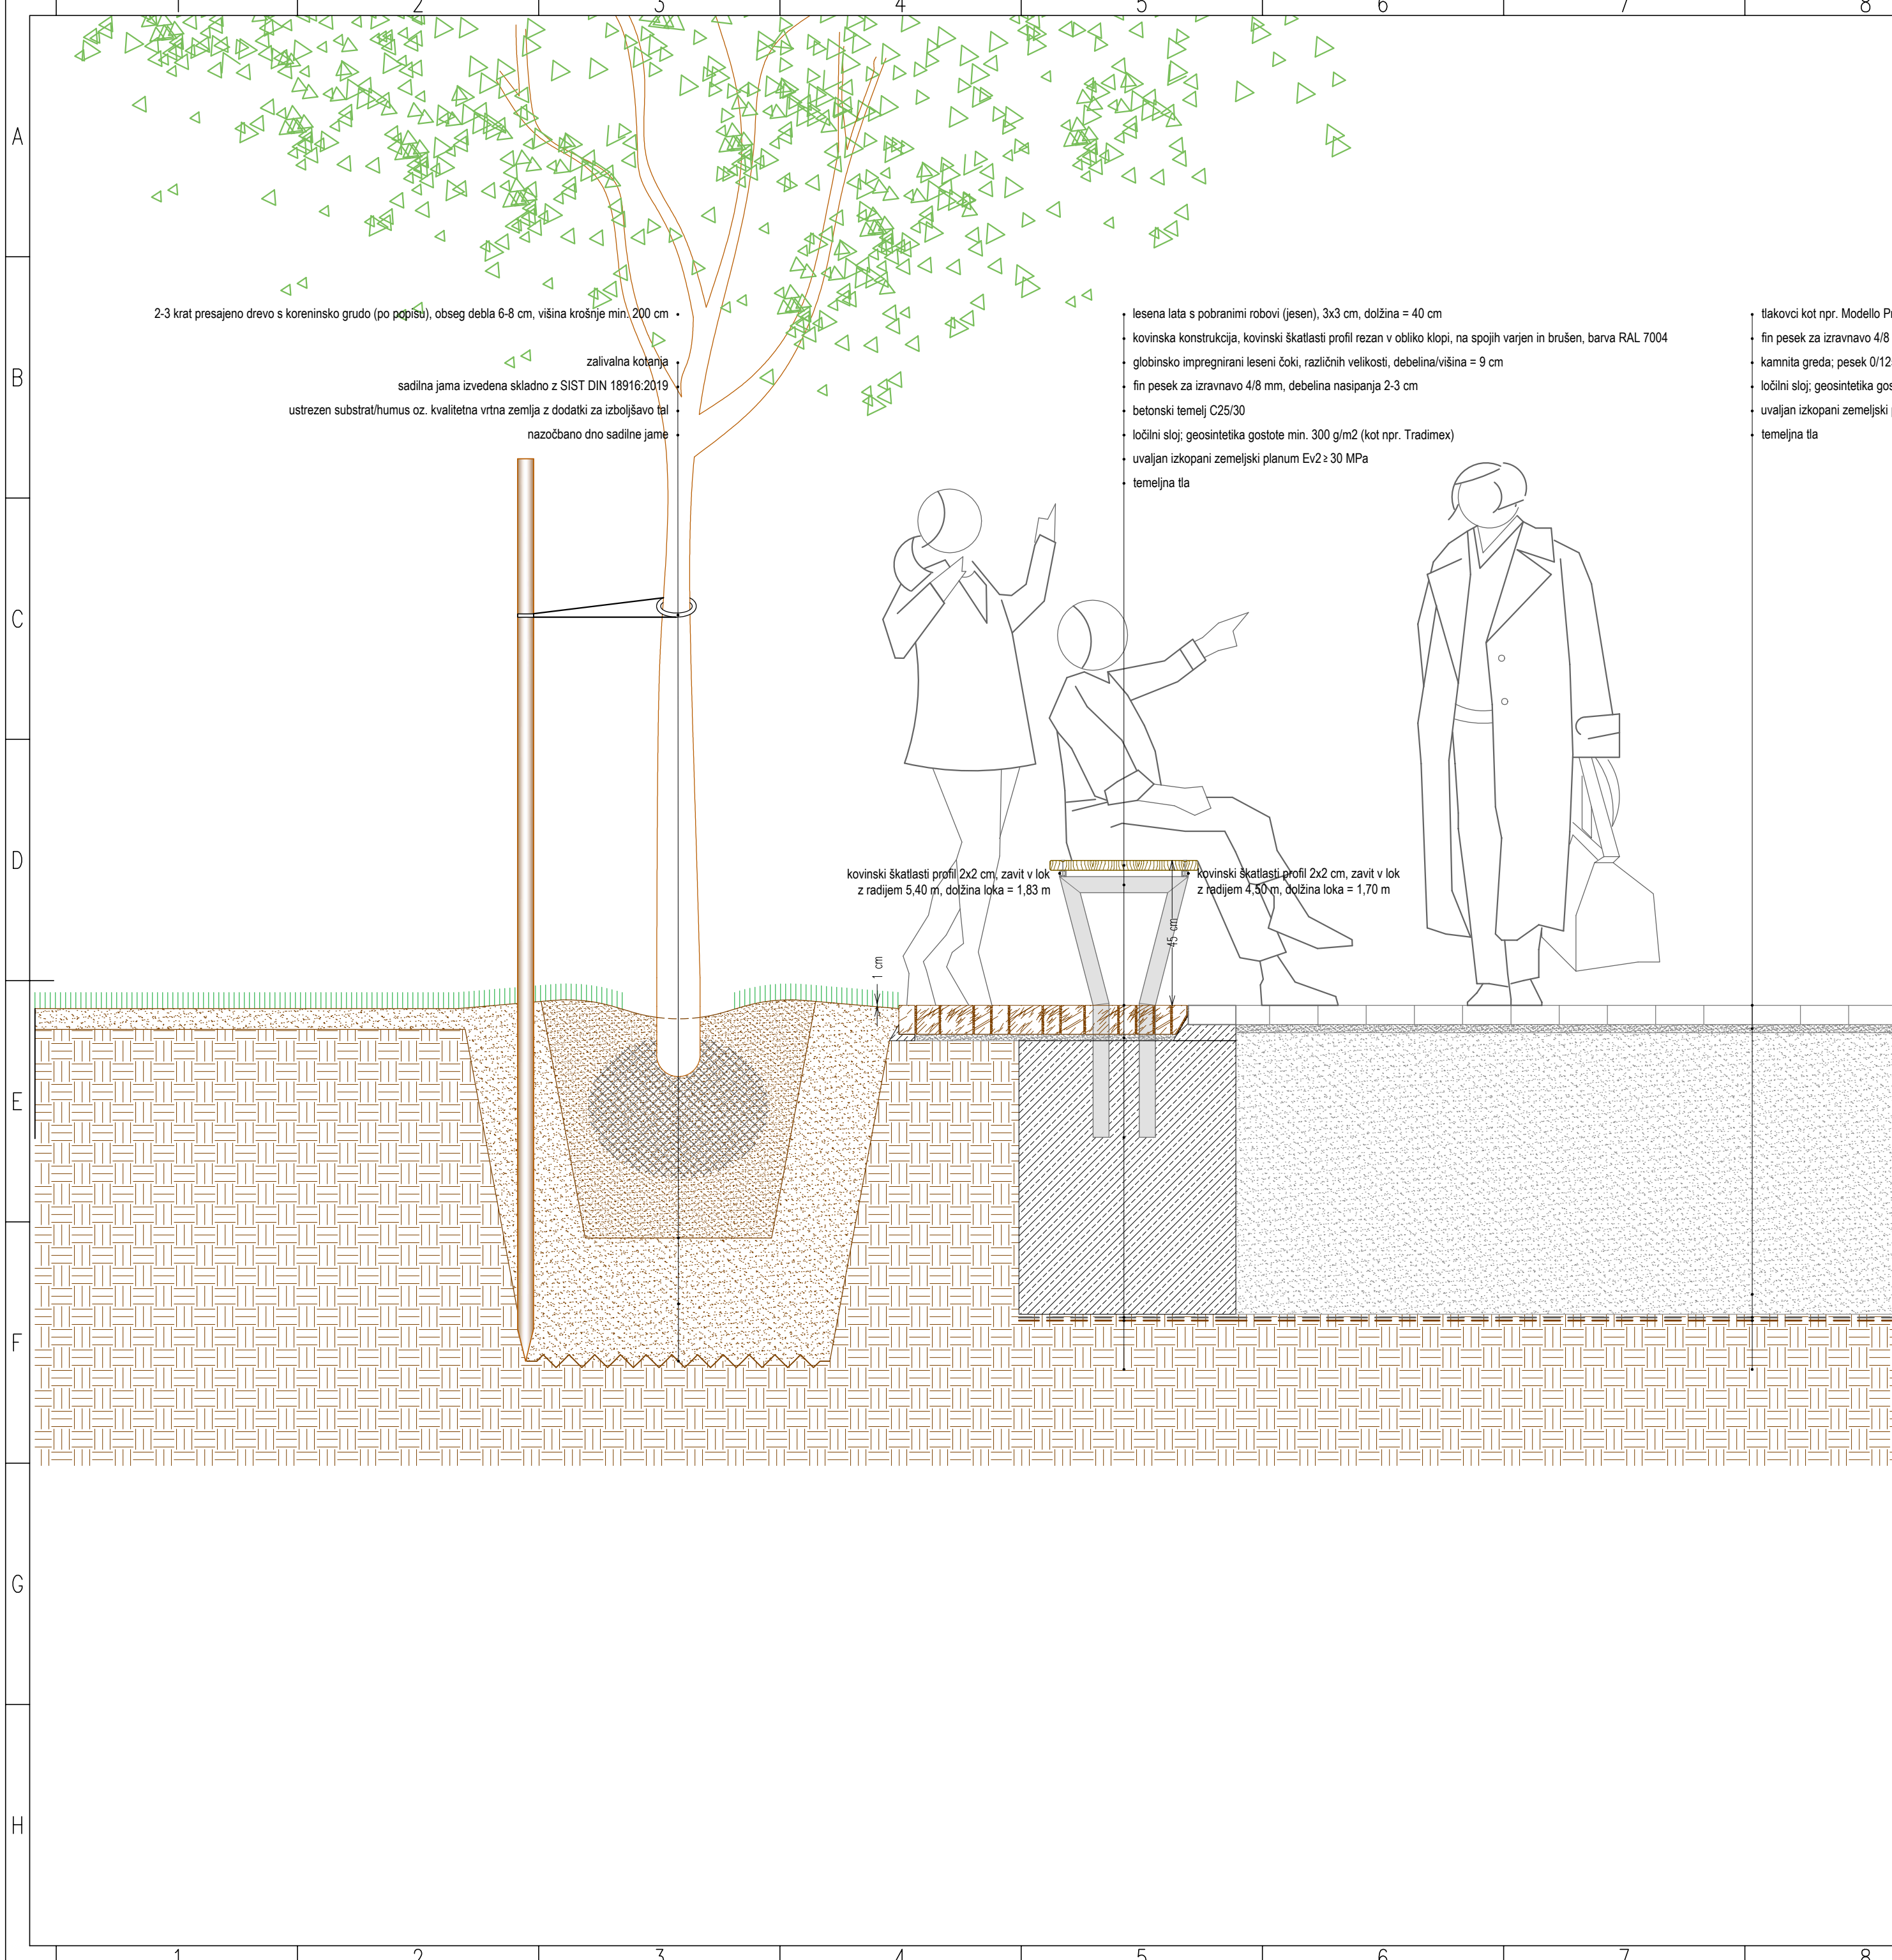 2 3 4 5 6 7 8
A
B
C
D
E
F
G
H
2-3 krat presajeno drevo s koreninsko grudo (po popisu), obseg debla 6-8 cm, višina krošnje min. 200 cm
zalivalna kotanja
sadilna jama izvedena skladno z SIST DIN 18916:2019
ustrezen substrat/humus oz. kvalitetna vrtna zemlja z dodatki za izboljšavo tal
nazočbano dno sadilne jame
lesena lata s pobranimi robovi (jesen), 3x3 cm, dolžina = 40 cm
kovinska konstrukcija, kovinski škatlasti profil rezan v obliko klopi, na spojih varjen in brušen, barva RAL 7004
globinsko impregnirani leseni čoki, različnih velikosti, debelina/višina = 9 cm
fin pesek za izravnavo 4/8 mm, debelina nasipanja 2-3 cm
betonski temelj C25/30
ločilni sloj; geosintetika gostote min. 300 g/m2 (kot npr. Tradimex)
uvaljan izkopani zemeljski planum Ev2 ≥ 30 MPa
temeljna tla
tlakovci kot npr. Modello
fin pesek za izravnavo 4/8
kamnita greda; pesek
ločilni sloj; geosintetika
uvaljan izkopani zemeljski
temeljna tla
kovinski škatlasti profil 2x2 cm, zavit v lok
z radijem 5,40 m, dolžina loka = 1,83 m
kovinski škatlasti profil 2x2 cm, zavit v lok
z radijem 4,50 m, dolžina loka = 1,70 m
45 cm
1 cm
1 2 3 4 5 6 7 8